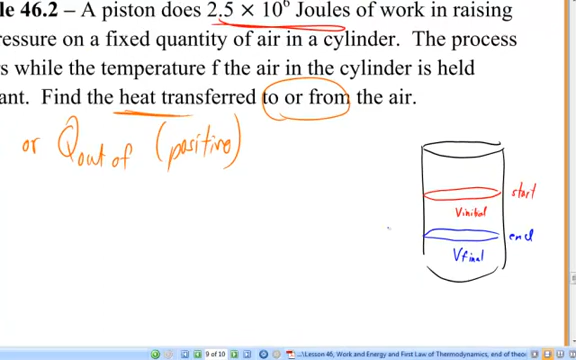 le 46.2 – A piston does 2.5 × 10⁶ Joules of work in raising
ressure on a fixed quantity of air in a cylinder. The process
rs while the temperature f the air in the cylinder is held
ant. Find the heat transferred to or from the air.
or Qout of (positive)
start
Vinitial
end
Vfinal
9 of 10
Lesson 46, Work and Energy and First Law of Thermodynamics, end of theor